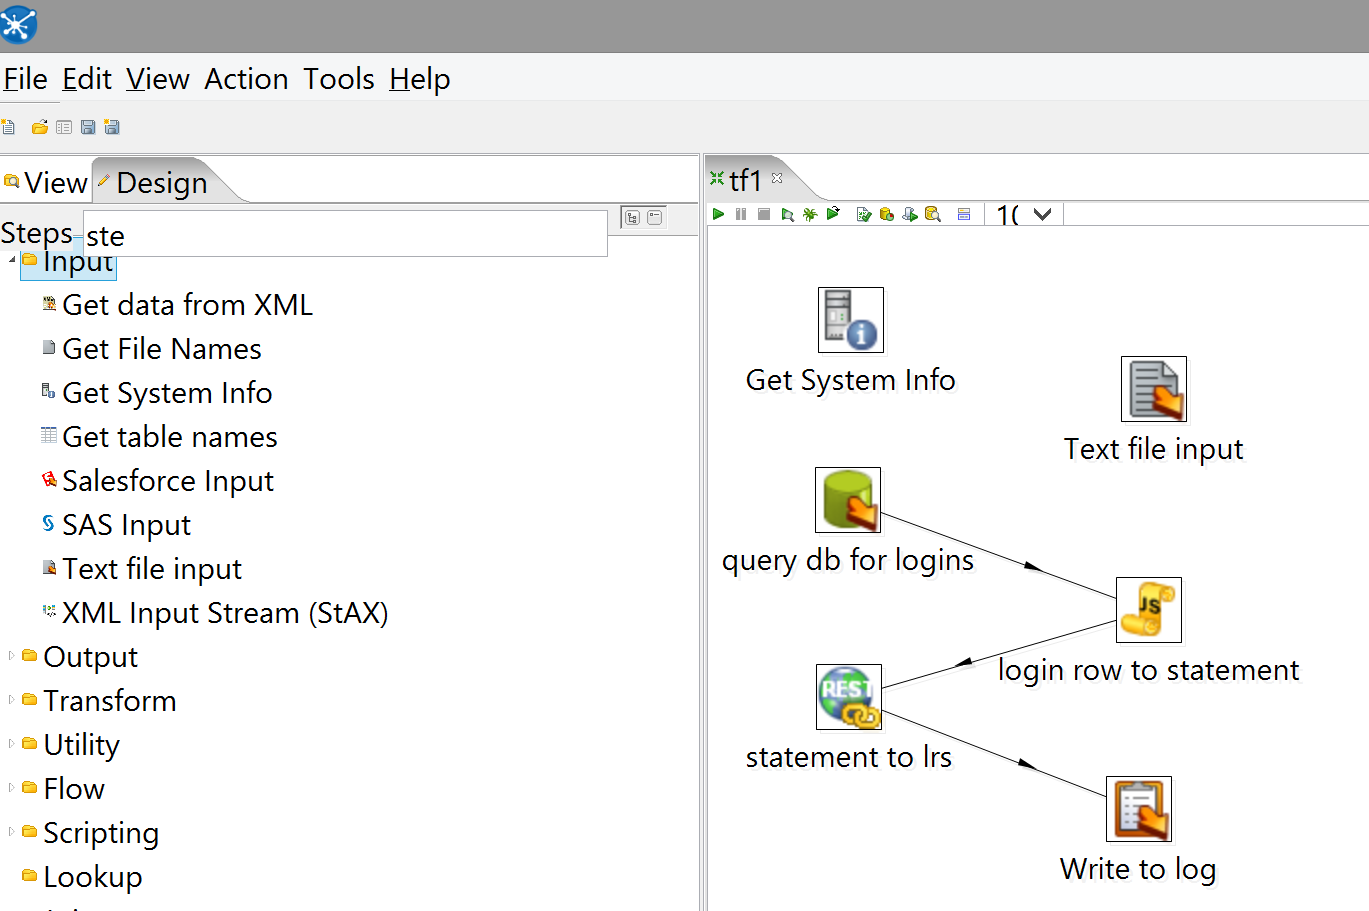 File Edit View Action Tools Help
View Design
Steps ste
Input
Get data from XML
Get File Names
Get System Info
Get table names
Salesforce Input
SAS Input
Text file input
XML Input Stream (StAX)
Output
Transform
Utility
Flow
Scripting
Lookup
tf1
Get System Info
Text file input
query db for logins
JS
login row to statement
REST
statement to lrs
Write to log